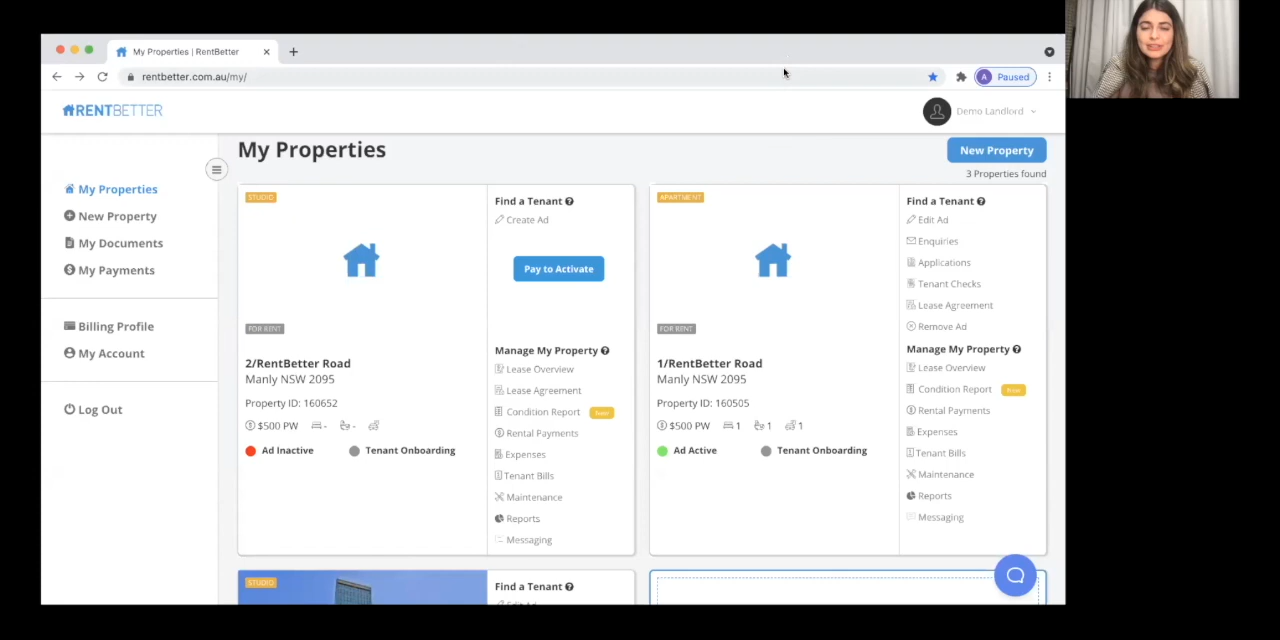 My Properties | RentBetter
rentbetter.com.au/my/
A Paused
RENTBETTER
Demo Landlord
My Properties
New Property
My Documents
My Payments
Billing Profile
My Account
Log Out
My Properties
New Property
3 Properties found
STUDIO
FOR RENT
2/RentBetter Road
Manly NSW 2095
Property ID: 160652
$500 PW - - 
Ad Inactive
Tenant Onboarding
Find a Tenant
Create Ad
Pay to Activate
Manage My Property
Lease Overview
Lease Agreement
Condition Report New
Rental Payments
Expenses
Tenant Bills
Maintenance
Reports
Messaging
APARTMENT
FOR RENT
1/RentBetter Road
Manly NSW 2095
Property ID: 160505
$500 PW 1 1 1
Ad Active
Tenant Onboarding
Find a Tenant
Edit Ad
Enquiries
Applications
Tenant Checks
Lease Agreement
Remove Ad
Manage My Property
Lease Overview
Condition Report New
Rental Payments
Expenses
Tenant Bills
Maintenance
Reports
Messaging
STUDIO
Find a Tenant